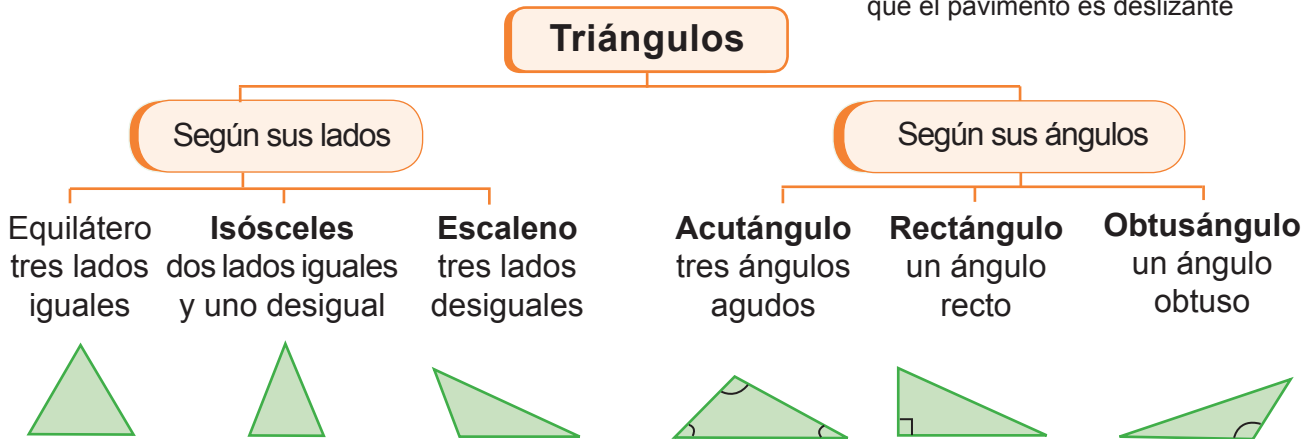 que el pavimento es deslizante
Triángulos
Según sus lados
Según sus ángulos
Equilátero
tres lados
iguales
Isósceles
dos lados iguales
y uno desigual
Escaleno
tres lados
desiguales
Acutángulo
tres ángulos
agudos
Rectángulo
un ángulo
recto
Obtusángulo
un ángulo
obtuso